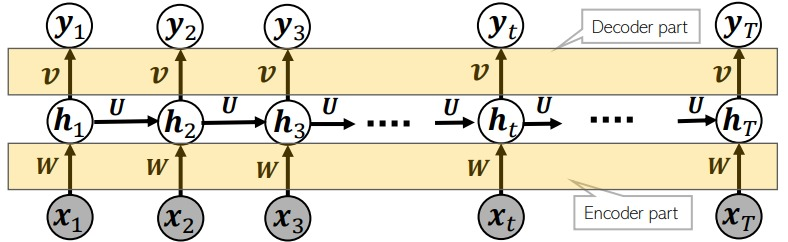 y1 y2 y3 yt yT
Decoder part
V V V V V
U U U U U U
h1 h2 h3 ..... ht ..... hT
W W W W W
Encoder part
x1 x2 x3 xt xT